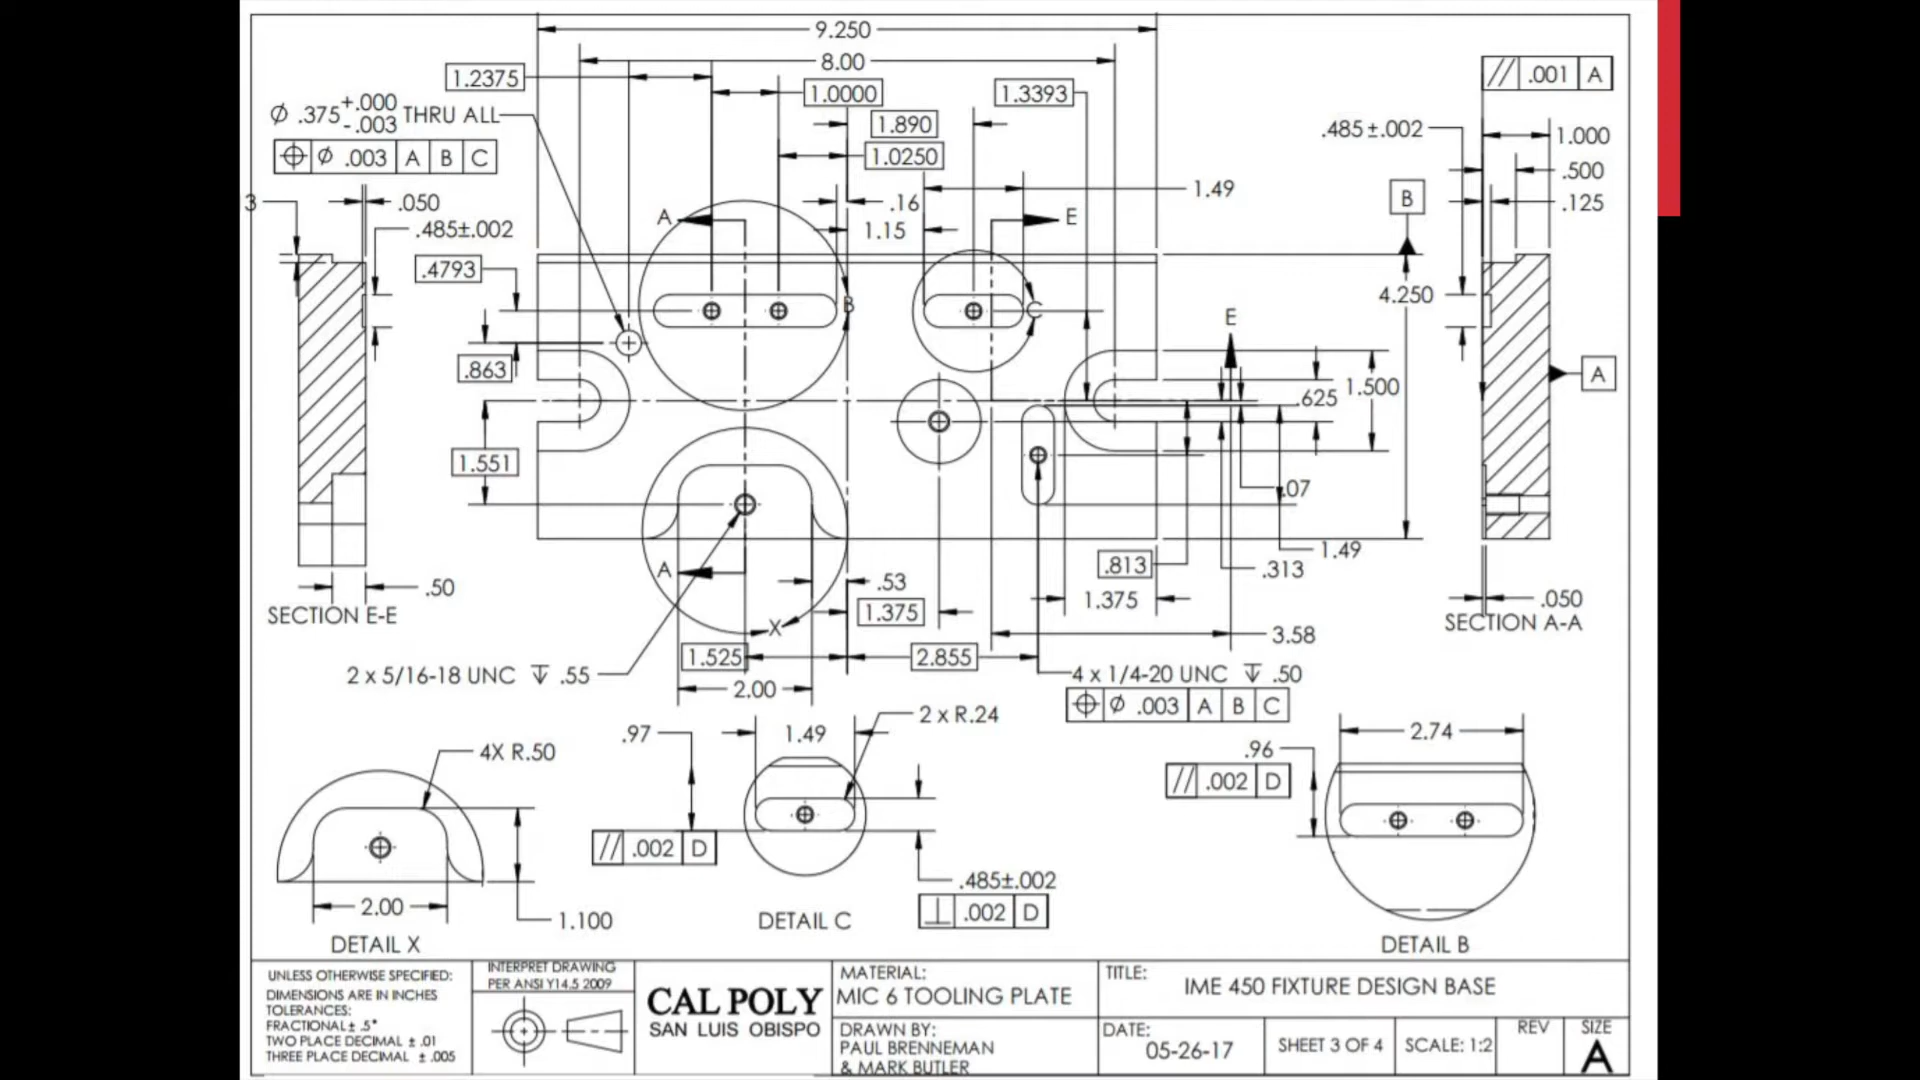 9.250
8.00
1.2375
1.0000
1.3393
// .001 A
Ø .375 +.000 -.003 THRU ALL
1.890
.485±.002
1.000
⌖ Ø .003 A B C
1.0250
.500
3
.050
.16
1.49
B
.125
A
E
.485±.002
1.15
.4793
B
C
4.250
E
.863
1.500
A
.625
1.551
.07
1.49
.813
.313
A
.53
.50
1.375
1.375
.050
SECTION E-E
X
SECTION A-A
3.58
1.525
2.855
2 x 5/16-18 UNC ↧ .55
4 x 1/4-20 UNC ↧ .50
2.00
⌖ Ø .003 A B C
2 x R.24
.97
1.49
2.74
4X R.50
.96
// .002 D
// .002 D
.485±.002
⊥ .002 D
2.00
1.100
DETAIL X
DETAIL C
DETAIL B
UNLESS OTHERWISE SPECIFIED:
DIMENSIONS ARE IN INCHES
TOLERANCES:
FRACTIONAL ± .5°
TWO PLACE DECIMAL ± .01
THREE PLACE DECIMAL ± .005
INTERPRET DRAWING
PER ANSI Y14.5 2009
CAL POLY
SAN LUIS OBISPO
MATERIAL:
MIC 6 TOOLING PLATE
DRAWN BY:
PAUL BRENNEMAN
& MARK BUTLER
TITLE:
IME 450 FIXTURE DESIGN BASE
DATE:
05-26-17
SHEET 3 OF 4
SCALE: 1:2
REV
SIZE
A